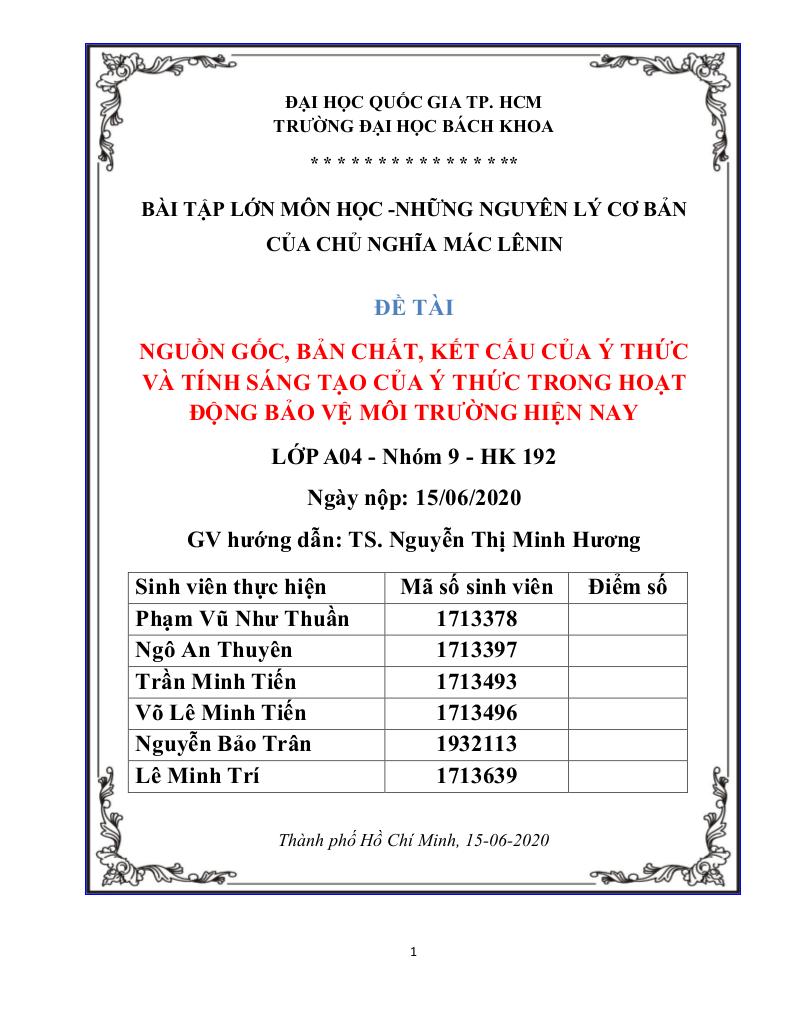 ĐẠI HỌC QUỐC GIA TP. HCM
TRƯỜNG ĐẠI HỌC BÁCH KHOA
* * * * * * * * * * * * * * **
BÀI TẬP LỚN MÔN HỌC -NHỮNG NGUYÊN LÝ CƠ BẢN
CỦA CHỦ NGHĨA MÁC LÊNIN
ĐỀ TÀI
NGUỒN GỐC, BẢN CHẤT, KẾT CẤU CỦA Ý THỨC
VÀ TÍNH SÁNG TẠO CỦA Ý THỨC TRONG HOẠT
ĐỘNG BẢO VỆ MÔI TRƯỜNG HIỆN NAY
LỚP A04 - Nhóm 9 - HK 192
Ngày nộp: 15/06/2020
GV hướng dẫn: TS. Nguyễn Thị Minh Hương
Sinh viên thực hiện Mã số sinh viên Điểm số
Phạm Vũ Như Thuần 1713378
Ngô An Thuyên 1713397
Trần Minh Tiến 1713493
Võ Lê Minh Tiến 1713496
Nguyễn Bảo Trân 1932113
Lê Minh Trí 1713639
Thành phố Hồ Chí Minh, 15-06-2020
1